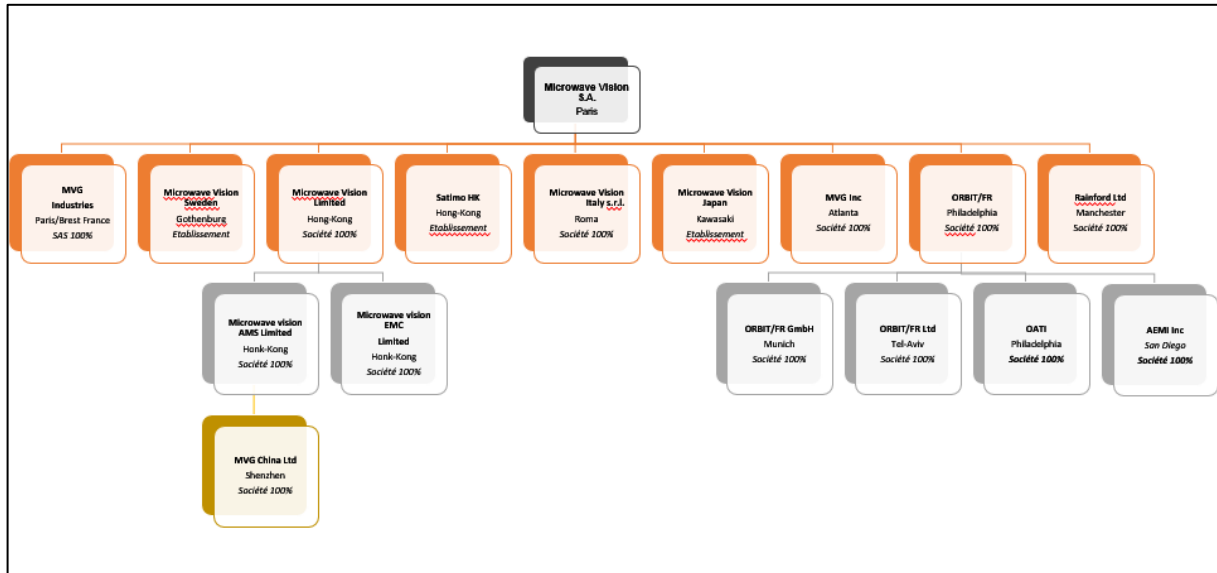 Microwave Vision
S.A.
Paris
MVG
Industries
Paris/Brest France
SAS 100%
Microwave Vision
Sweden
Gothenburg
Etablissement
Microwave Vision
Limited
Hong-Kong
Société 100%
Satimo HK
Hong-Kong
Etablissement
Microwave Vision
Italy s.r.l.
Roma
Société 100%
Microwave Vision
Japan
Kawasaki
Etablissement
MVG Inc
Atlanta
Société 100%
ORBIT/FR
Philadelphia
Société 100%
Rainford Ltd
Manchester
Société 100%
Microwave vision
AMS Limited
Honk-Kong
Société 100%
Microwave vision
EMC
Limited
Honk-Kong
Société 100%
ORBIT/FR GmbH
Munich
Société 100%
ORBIT/FR Ltd
Tel-Aviv
Société 100%
OATI
Philadelphia
Société 100%
AEMI Inc
San Diego
Société 100%
MVG China Ltd
Shenzhen
Société 100%